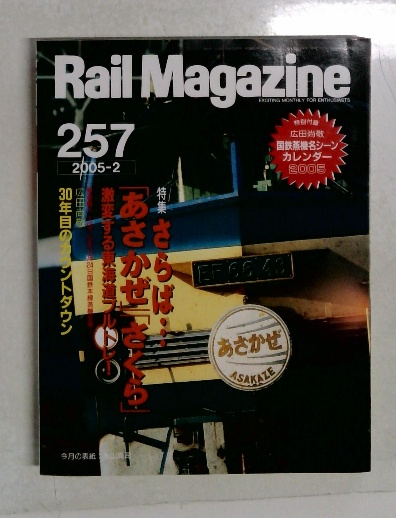 Rail Magazine
EXCITING MONTHLY FOR ENTHUSIASTS
257
2005-2
特別付録
広田尚敬
国鉄蒸機名シーン
カレンダー
2005
特集
さらば…
「あさかぜ」「さくら」
激変する東海道ブルトレ!
広田尚敬
30年目のカウントダウン
EF 66 48
あさかぜ
ASAKAZE
今月の表紙